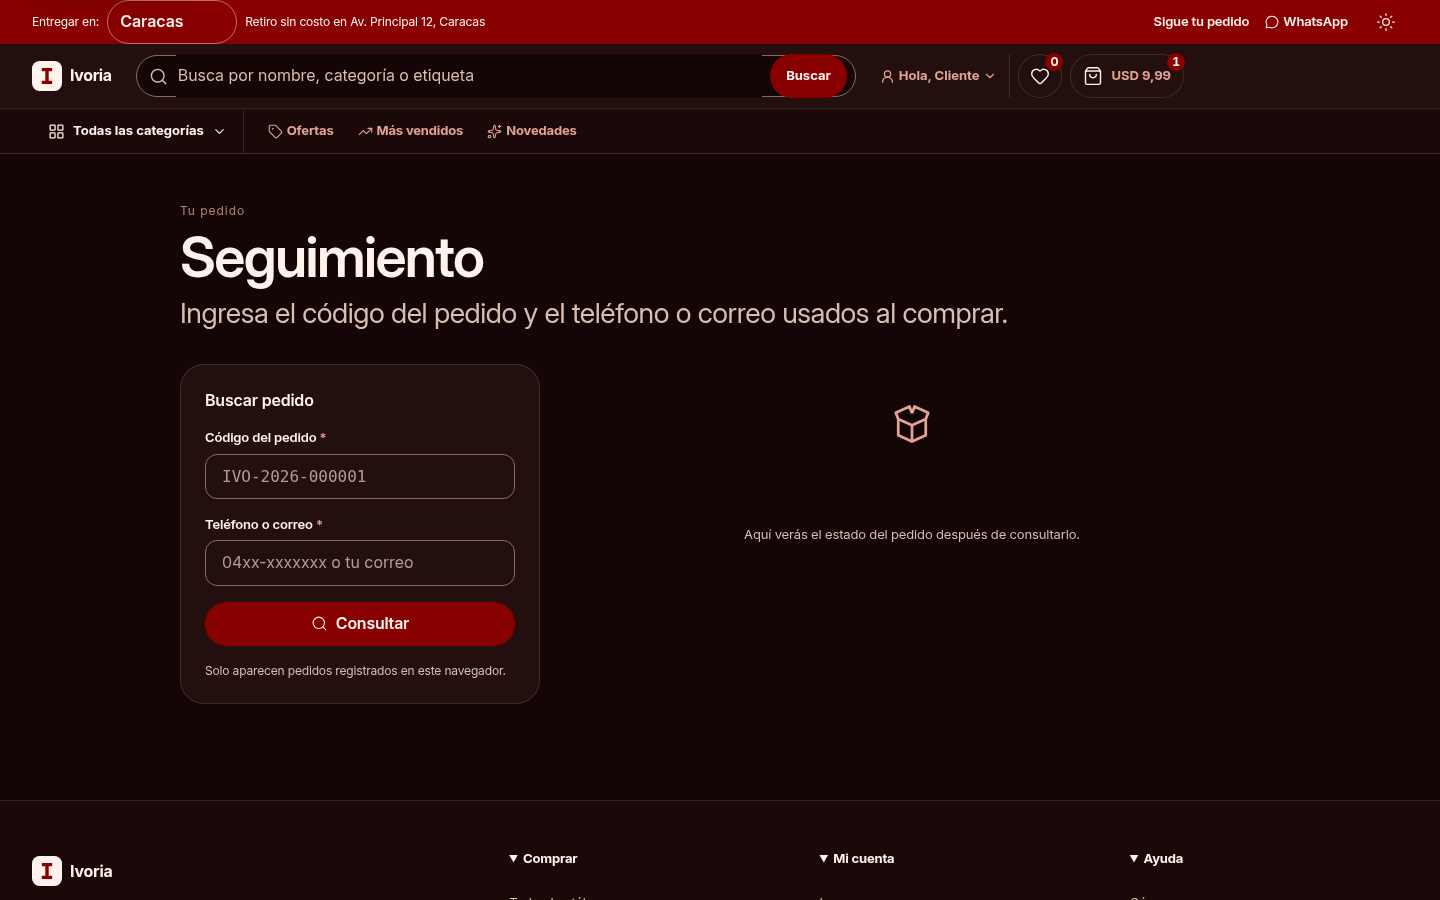 Entregar en: Caracas Retiro sin costo en Av. Principal 12, Caracas Sigue tu pedido WhatsApp
I Ivoria Busca por nombre, categoría o etiqueta Buscar Hola, Cliente 0 USD 9,99 1
Todas las categorías Ofertas Más vendidos Novedades
Tu pedido
Seguimiento
Ingresa el código del pedido y el teléfono o correo usados al comprar.
Buscar pedido
Código del pedido *
IVO-2026-000001
Teléfono o correo *
04xx-xxxxxxx o tu correo
Consultar
Solo aparecen pedidos registrados en este navegador.
Aquí verás el estado del pedido después de consultarlo.
I Ivoria
Comprar
Mi cuenta
Ayuda